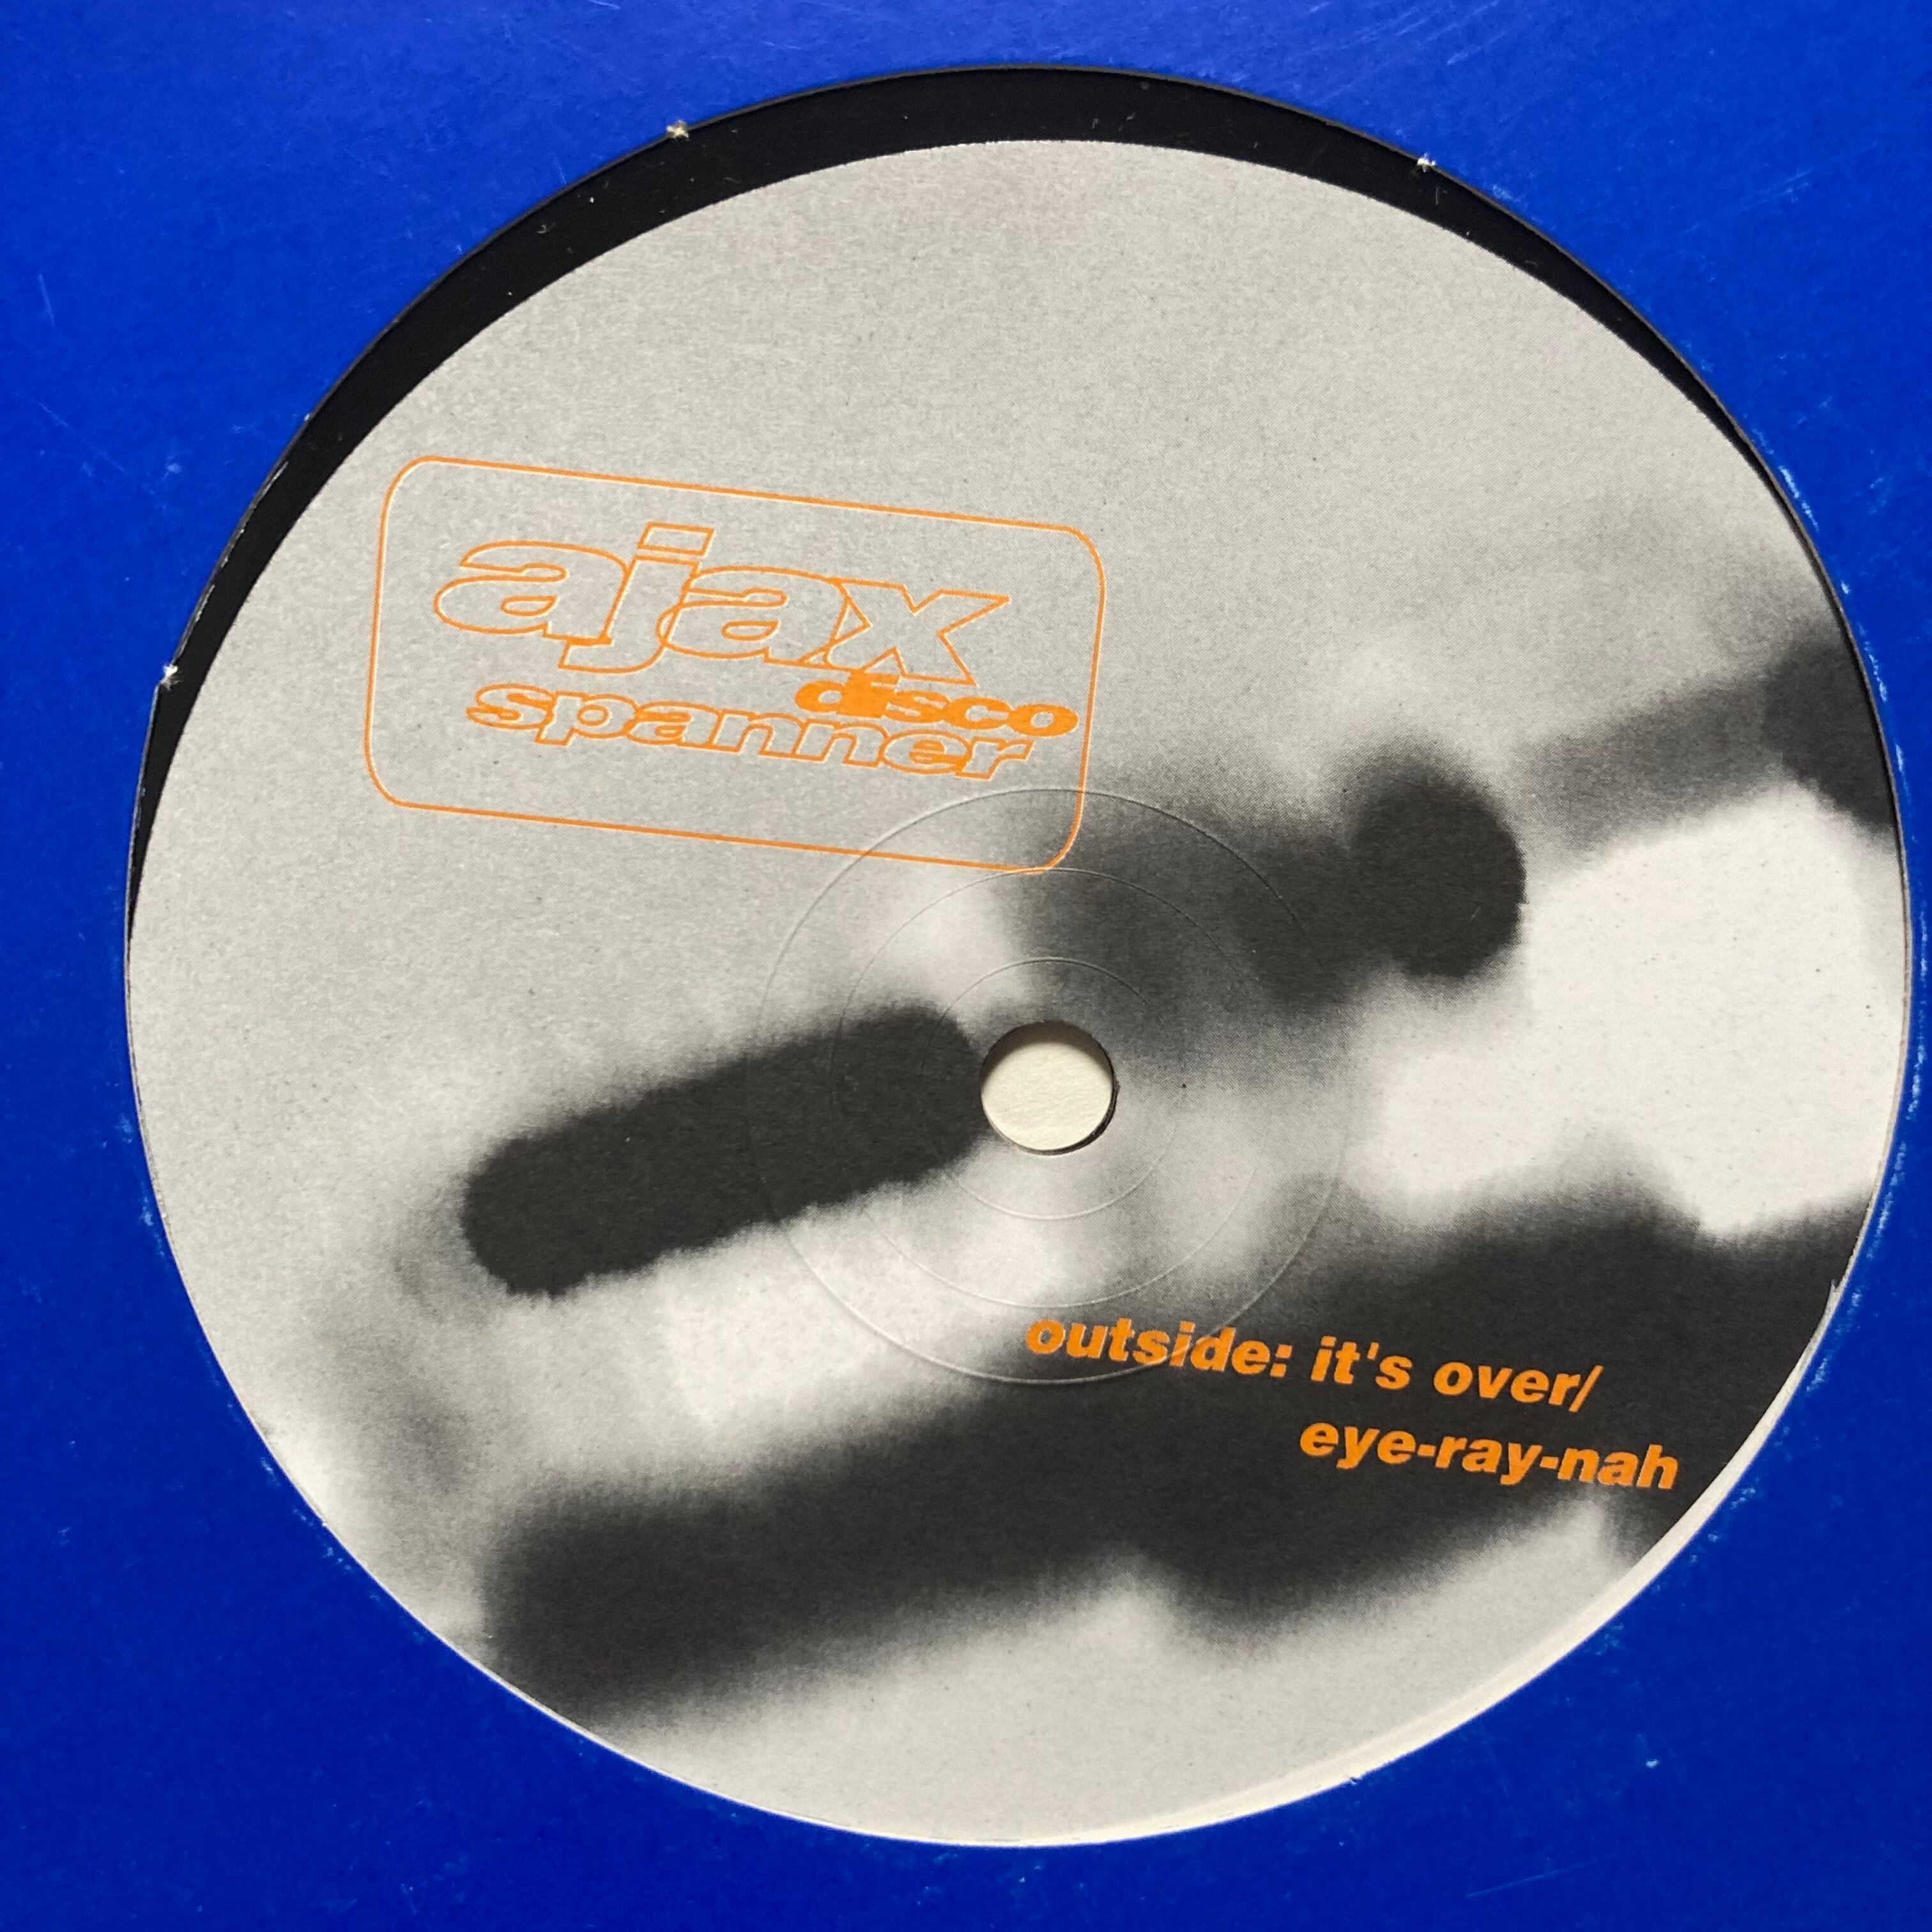 ajax
disco
spanner
outside: it's over/
eye-ray-nah